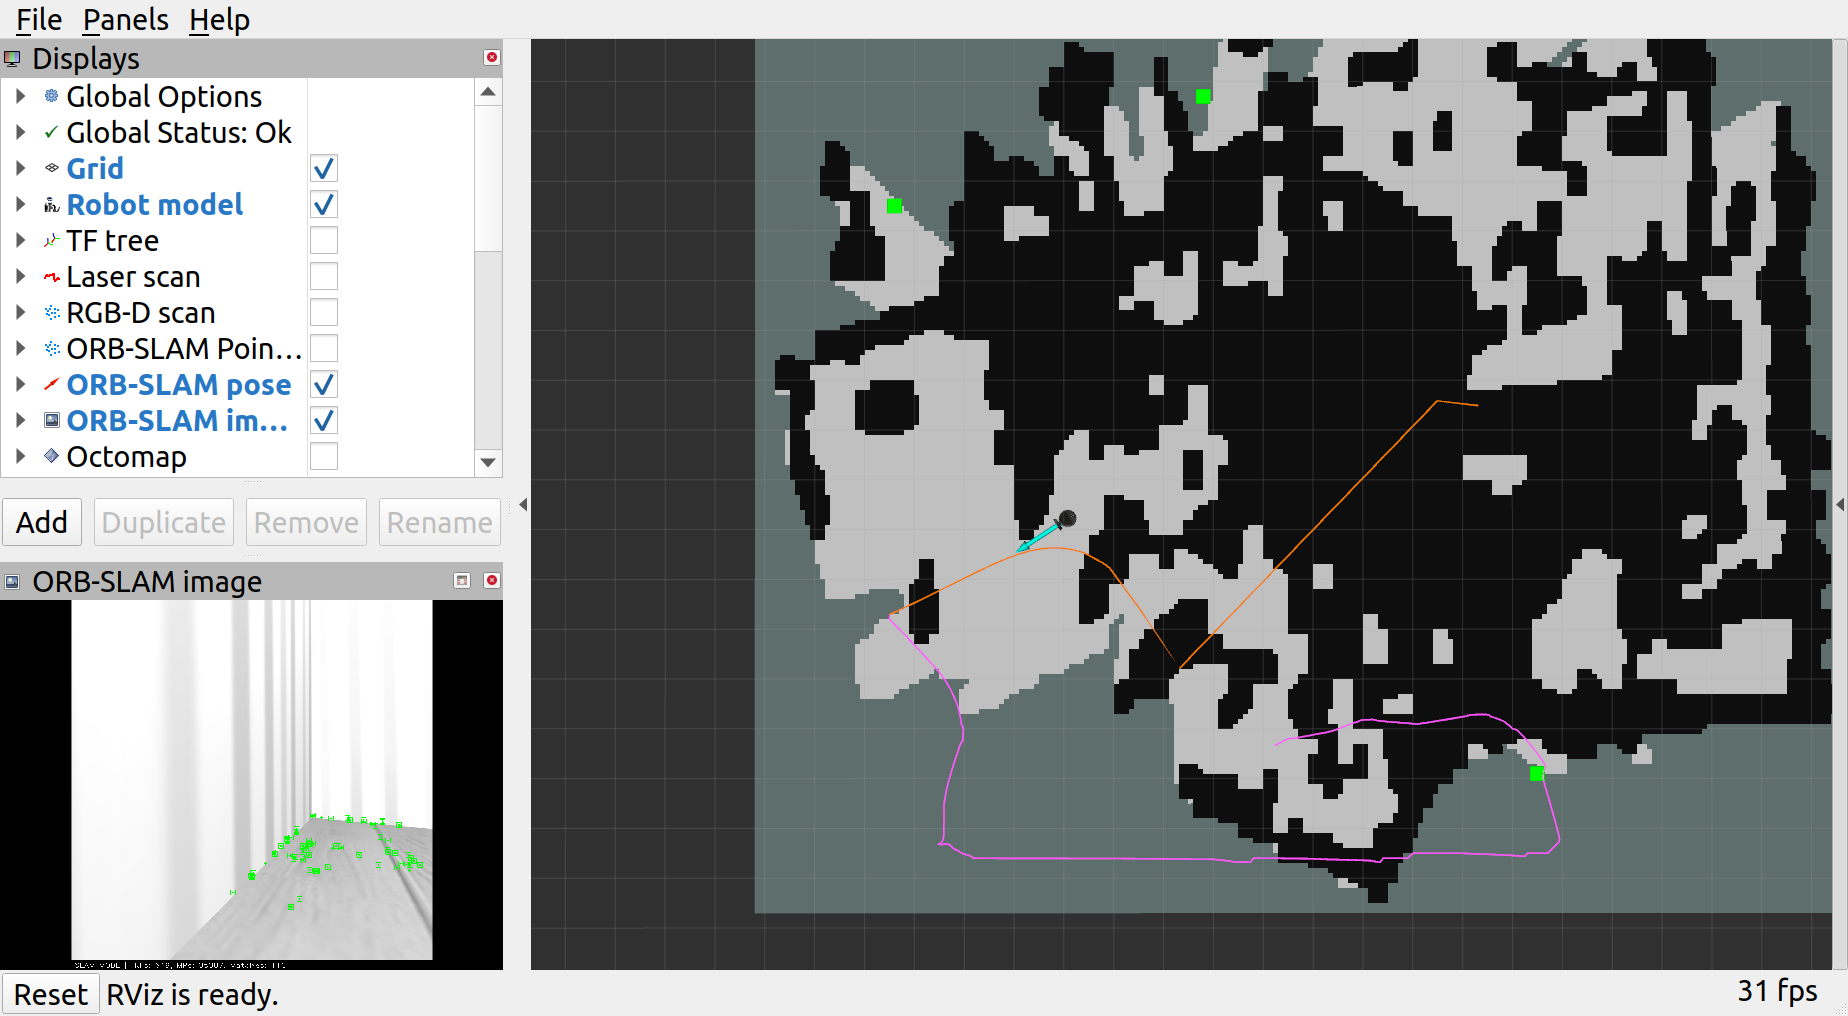 File Panels Help
Displays
Global Options
Global Status: Ok
Grid
Robot model
TF tree
Laser scan
RGB-D scan
ORB-SLAM Poin...
ORB-SLAM pose
ORB-SLAM im...
Octomap
Add Duplicate Remove Rename
ORB-SLAM image
SLAM MODE |
Reset RViz is ready.
31 fps